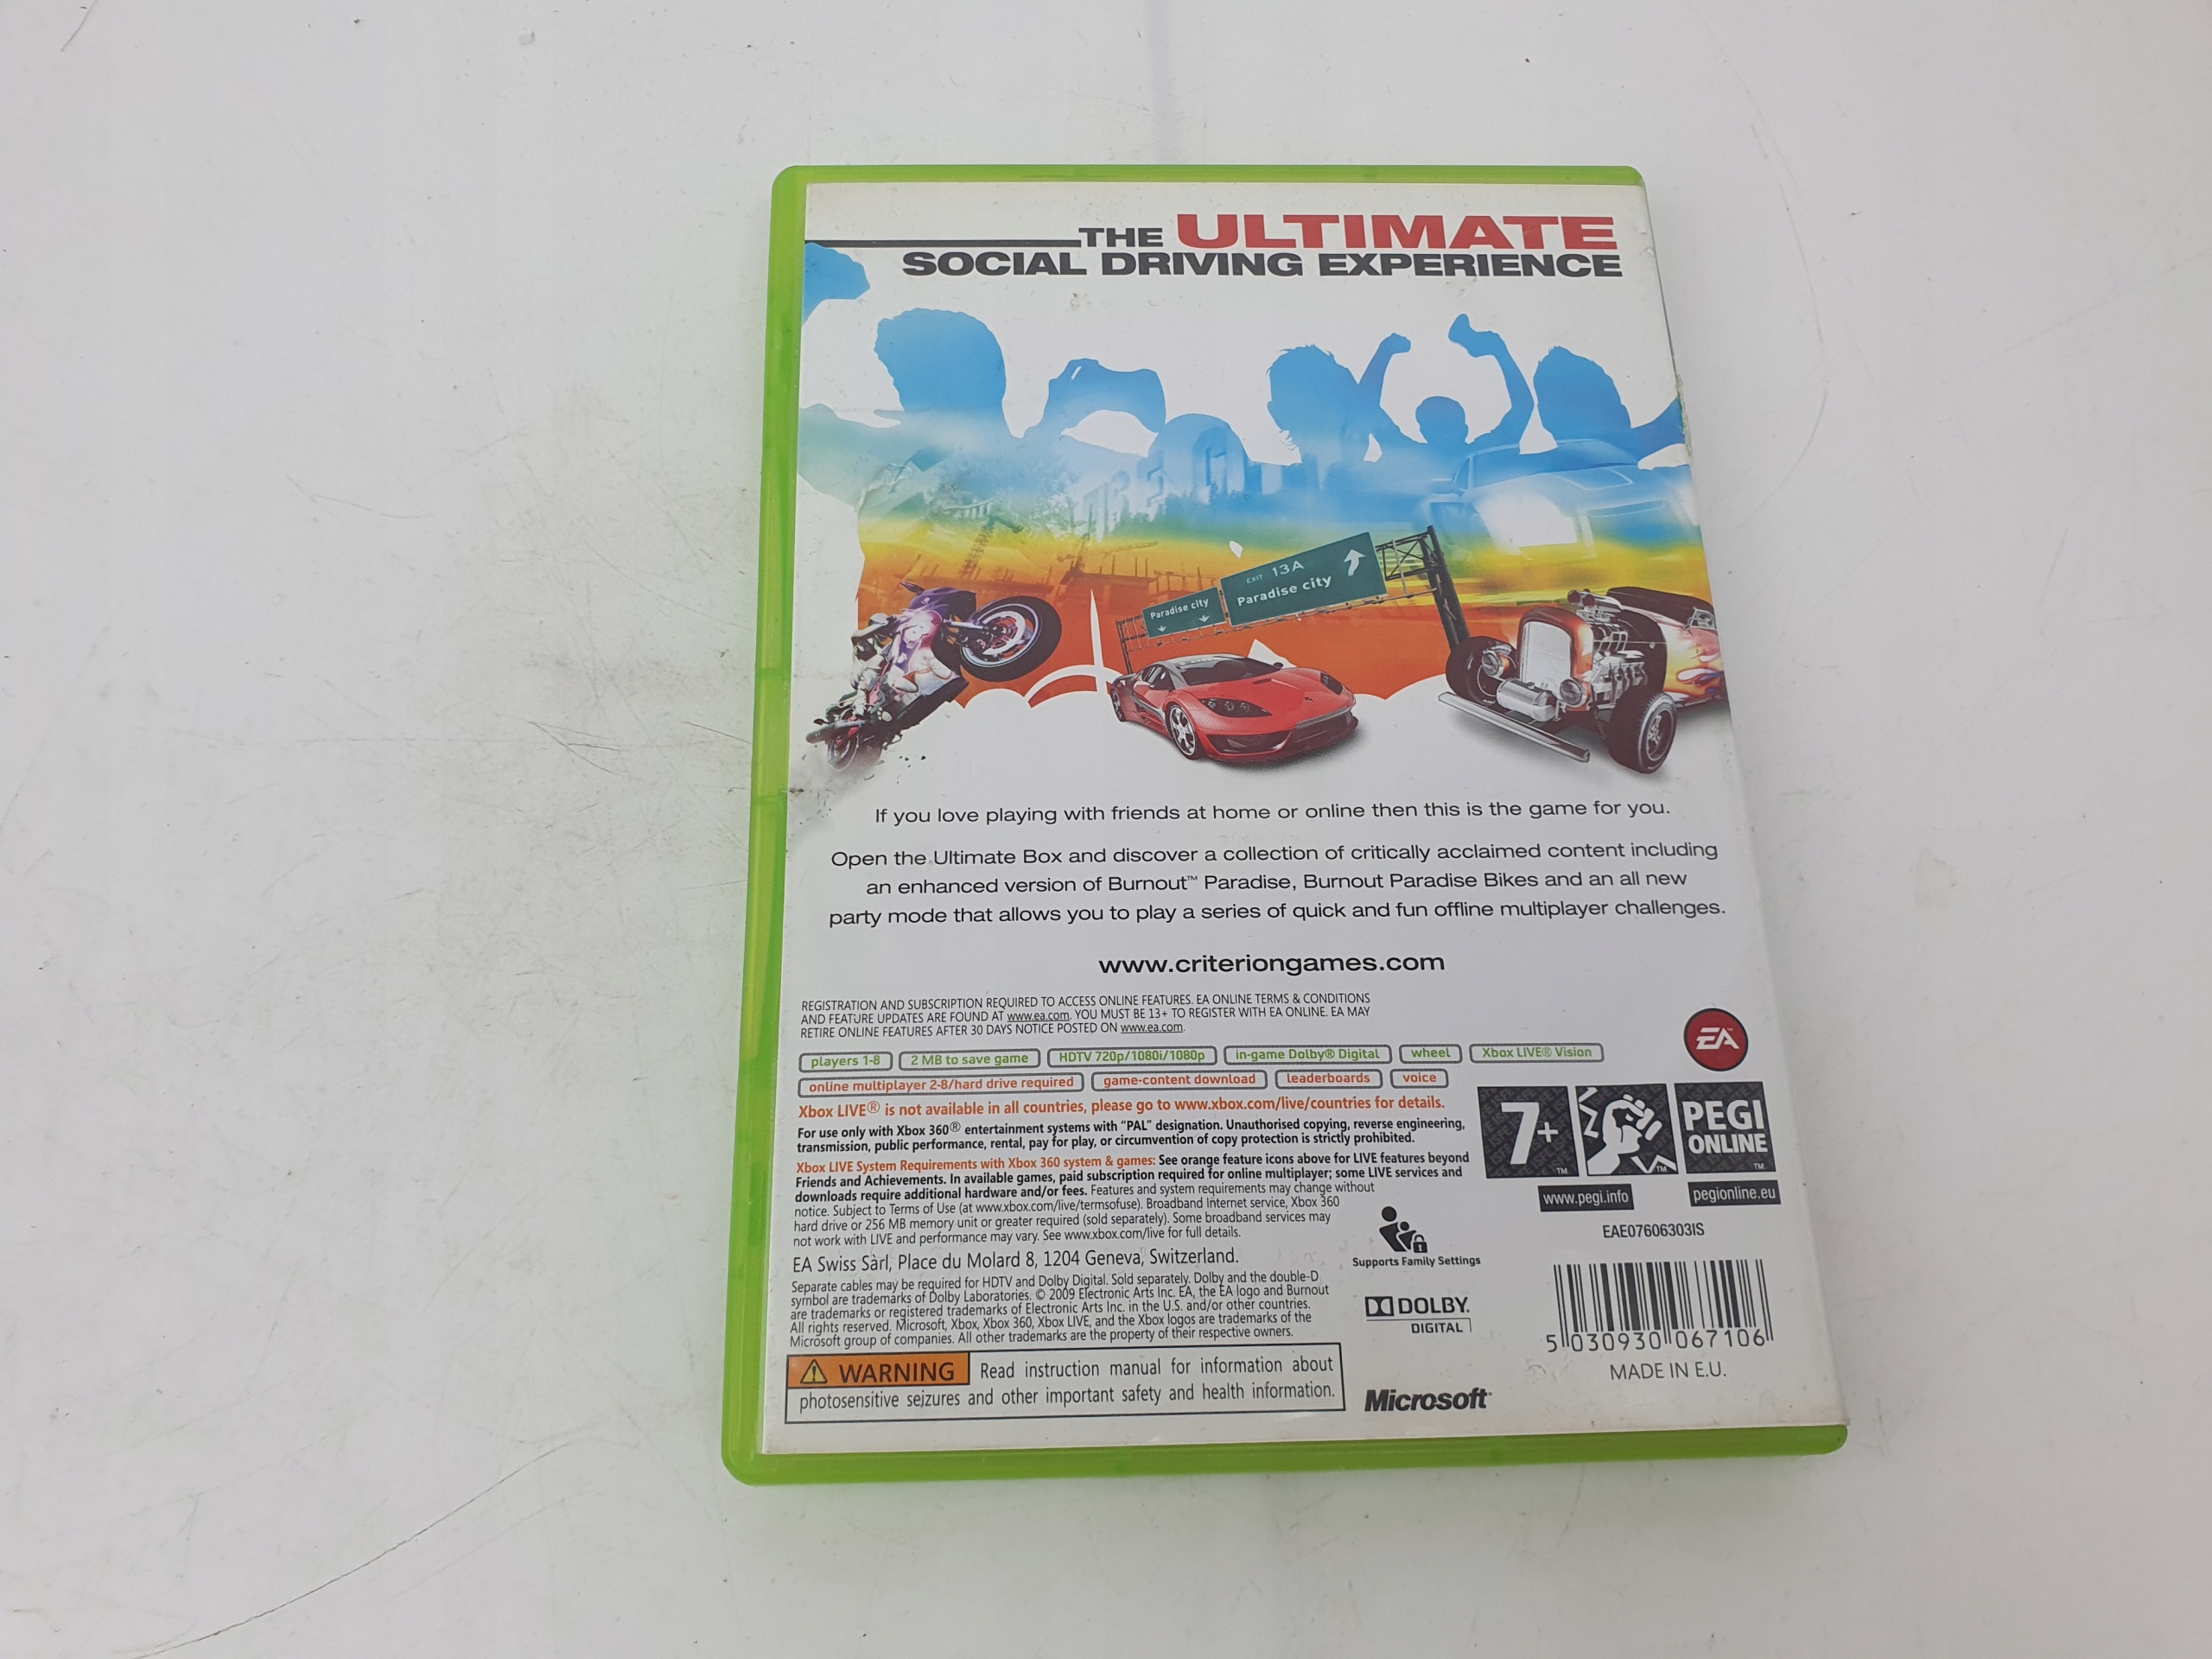 THE ULTIMATE
SOCIAL DRIVING EXPERIENCE
EXIT 13A
Paradise city
Paradise city
If you love playing with friends at home or online then this is the game for you.
Open the Ultimate Box and discover a collection of critically acclaimed content including
an enhanced version of Burnout™ Paradise, Burnout Paradise Bikes and an all new
party mode that allows you to play a series of quick and fun offline multiplayer challenges.
www.criteriongames.com
REGISTRATION AND SUBSCRIPTION REQUIRED TO ACCESS ONLINE FEATURES. EA ONLINE TERMS & CONDITIONS
AND FEATURE UPDATES ARE FOUND AT www.ea.com. YOU MUST BE 13+ TO REGISTER WITH EA ONLINE. EA MAY
RETIRE ONLINE FEATURES AFTER 30 DAYS NOTICE POSTED ON www.ea.com.
EA
players 1-8 2 MB to save game HDTV 720p/1080i/1080p in-game Dolby® Digital wheel Xbox LIVE® Vision
online multiplayer 2-8/hard drive required game-content download leaderboards voice
Xbox LIVE® is not available in all countries, please go to www.xbox.com/live/countries for details.
For use only with Xbox 360® entertainment systems with "PAL" designation. Unauthorised copying, reverse engineering,
transmission, public performance, rental, pay for play, or circumvention of copy protection is strictly prohibited.
Xbox LIVE System Requirements with Xbox 360 system & games: See orange feature icons above for LIVE features beyond
Friends and Achievements. In available games, paid subscription required for online multiplayer; some LIVE services and
downloads require additional hardware and/or fees. Features and system requirements may change without
notice. Subject to Terms of Use (at www.xbox.com/live/termsofuse). Broadband Internet service, Xbox 360
hard drive or 256 MB memory unit or greater required (sold separately). Some broadband services may
not work with LIVE and performance may vary. See www.xbox.com/live for full details.
7+ ™
™
PEGI
ONLINE
™
www.pegi.info
pegionline.eu
EAE07606303IS
Supports Family Settings
EA Swiss Sàrl, Place du Molard 8, 1204 Geneva, Switzerland.
Separate cables may be required for HDTV and Dolby Digital. Sold separately. Dolby and the double-D
symbol are trademarks of Dolby Laboratories. © 2009 Electronic Arts Inc. EA, the EA logo and Burnout
are trademarks or registered trademarks of Electronic Arts Inc. in the U.S. and/or other countries.
All rights reserved. Microsoft, Xbox, Xbox 360, Xbox LIVE, and the Xbox logos are trademarks of the
Microsoft group of companies. All other trademarks are the property of their respective owners.
DOLBY.
DIGITAL
5 030930 067106
MADE IN E.U.
WARNING Read instruction manual for information about
photosensitive seizures and other important safety and health information.
Microsoft